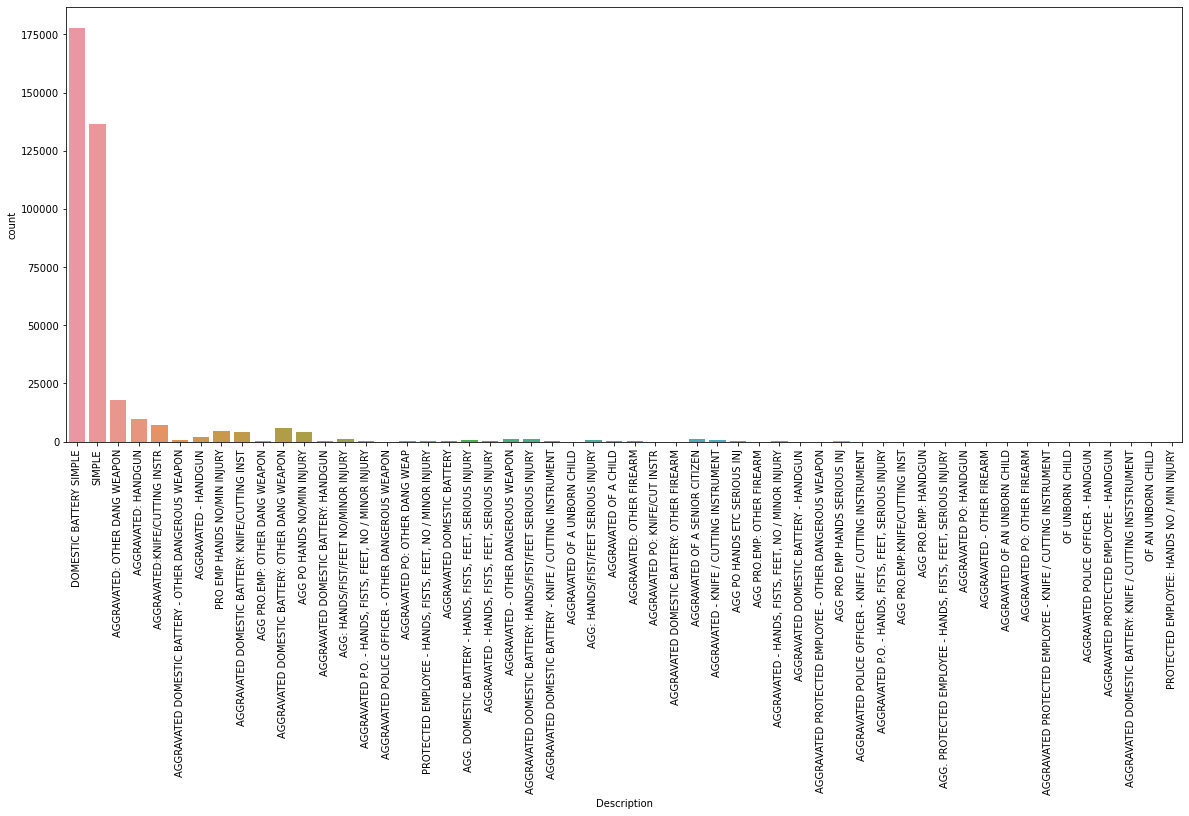 175000
150000
125000
100000
75000
50000
25000
0
count
DOMESTIC BATTERY SIMPLE
SIMPLE
AGGRAVATED: OTHER DANG WEAPON
AGGRAVATED: HANDGUN
AGGRAVATED:KNIFE/CUTTING INSTR
AGGRAVATED DOMESTIC BATTERY - OTHER DANGEROUS WEAPON
AGGRAVATED - HANDGUN
PRO EMP HANDS NO/MIN INJURY
AGGRAVATED DOMESTIC BATTERY: KNIFE/CUTTING INST
AGG PRO.EMP: OTHER DANG WEAPON
AGGRAVATED DOMESTIC BATTERY: OTHER DANG WEAPON
AGG PO HANDS NO/MIN INJURY
AGGRAVATED DOMESTIC BATTERY: HANDGUN
AGG: HANDS/FIST/FEET NO/MINOR INJURY
AGGRAVATED P.O. - HANDS, FISTS, FEET, NO / MINOR INJURY
AGGRAVATED POLICE OFFICER - OTHER DANGEROUS WEAPON
AGGRAVATED PO: OTHER DANG WEAP
PROTECTED EMPLOYEE - HANDS, FISTS, FEET, NO / MINOR INJURY
AGGRAVATED DOMESTIC BATTERY
AGG. DOMESTIC BATTERY - HANDS, FISTS, FEET, SERIOUS INJURY
AGGRAVATED - HANDS, FISTS, FEET, SERIOUS INJURY
AGGRAVATED - OTHER DANGEROUS WEAPON
AGGRAVATED DOMESTIC BATTERY: HANDS/FIST/FEET SERIOUS INJURY
AGGRAVATED DOMESTIC BATTERY - KNIFE / CUTTING INSTRUMENT
AGGRAVATED OF A UNBORN CHILD
AGG: HANDS/FIST/FEET SERIOUS INJURY
AGGRAVATED OF A CHILD
AGGRAVATED: OTHER FIREARM
AGGRAVATED PO: KNIFE/CUT INSTR
AGGRAVATED DOMESTIC BATTERY: OTHER FIREARM
AGGRAVATED OF A SENIOR CITIZEN
AGGRAVATED - KNIFE / CUTTING INSTRUMENT
AGG PO HANDS ETC SERIOUS INJ
AGG PRO.EMP: OTHER FIREARM
AGGRAVATED - HANDS, FISTS, FEET, NO / MINOR INJURY
AGGRAVATED DOMESTIC BATTERY - HANDGUN
AGGRAVATED PROTECTED EMPLOYEE - OTHER DANGEROUS WEAPON
AGG PRO EMP HANDS SERIOUS INJ
AGGRAVATED POLICE OFFICER - KNIFE / CUTTING INSTRUMENT
AGGRAVATED P.O. - HANDS, FISTS, FEET, SERIOUS INJURY
AGG PRO.EMP:KNIFE/CUTTING INST
AGG PRO.EMP: HANDGUN
AGG. PROTECTED EMPLOYEE - HANDS, FISTS, FEET, SERIOUS INJURY
AGGRAVATED PO: HANDGUN
AGGRAVATED - OTHER FIREARM
AGGRAVATED OF AN UNBORN CHILD
AGGRAVATED PO: OTHER FIREARM
AGGRAVATED PROTECTED EMPLOYEE - KNIFE / CUTTING INSTRUMENT
OF UNBORN CHILD
AGGRAVATED POLICE OFFICER - HANDGUN
AGGRAVATED PROTECTED EMPLOYEE - HANDGUN
AGGRAVATED DOMESTIC BATTERY: KNIFE / CUTTING INSTSTRUMENT
OF AN UNBORN CHILD
PROTECTED EMPLOYEE: HANDS NO / MIN INJURY
Description